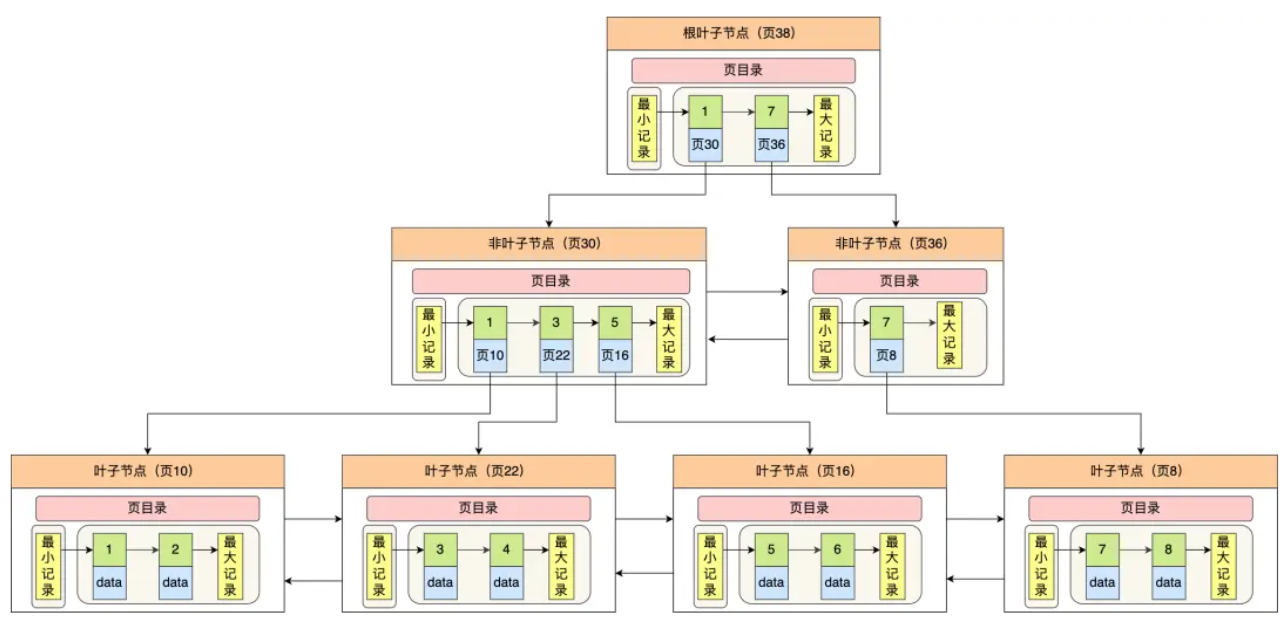 根叶子节点（页38）
页目录
最小记录
1
7
最大记录
页30
页36
非叶子节点（页30）
页目录
最小记录
1
3
5
最大记录
页10
页22
页16
非叶子节点（页36）
页目录
最小记录
7
最大记录
页8
叶子节点（页10）
页目录
最小记录
1
2
最大记录
data
data
叶子节点（页22）
页目录
最小记录
3
4
最大记录
data
data
叶子节点（页16）
页目录
最小记录
5
6
最大记录
data
data
叶子节点（页8）
页目录
最小记录
7
8
最大记录
data
data